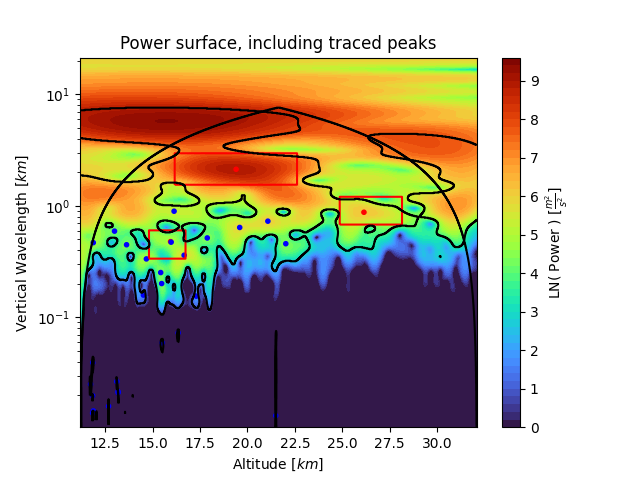 Power surface, including traced peaks
Vertical Wavelength [km]
10¹
10⁰
10⁻¹
12.5 15.0 17.5 20.0 22.5 25.0 27.5 30.0
Altitude [km]
9
8
7
6
5
4
3
2
1
0
LN( Power ) [m²/s²]